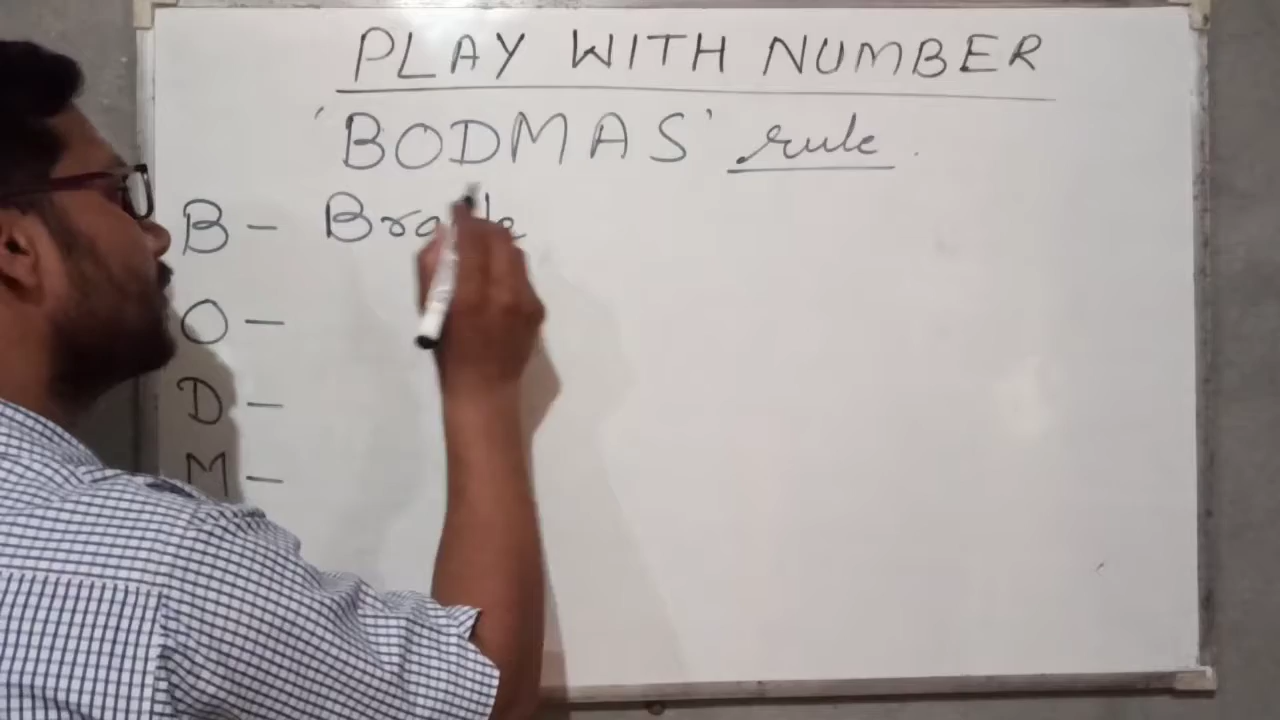 PLAY WITH NUMBER
'BODMAS' rule.
B -
O -
D -
M -